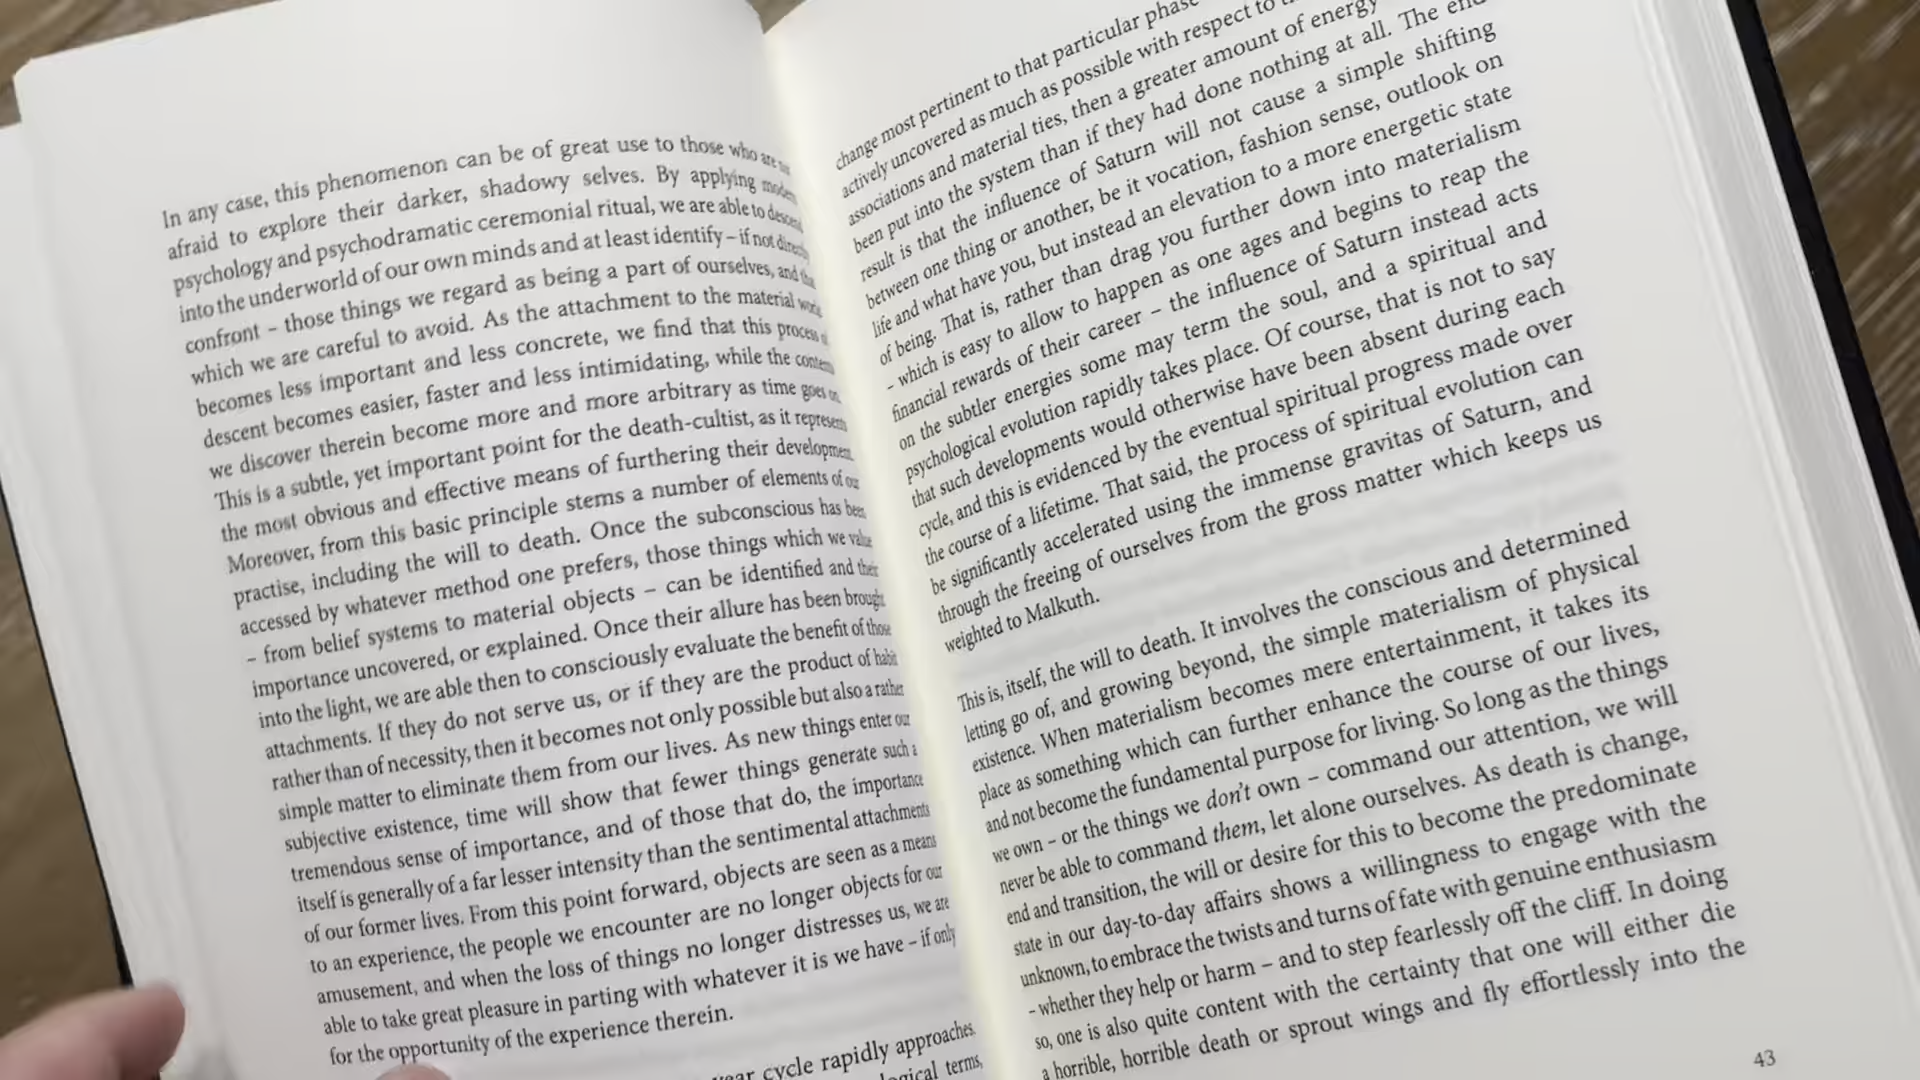 In any case, this phenomenon can be of great use to those who are not
afraid to explore their darker, shadowy selves. By applying modern
psychology and psychodramatic ceremonial ritual, we are able to descend
into the underworld of our own minds and at least identify – if not directly
confront – those things we regard as being a part of ourselves, and that
which we are careful to avoid. As the attachment to the material world
becomes less important and less concrete, we find that this process of
descent becomes easier, faster and less intimidating, while the contents
we discover therein become more and more arbitrary as time goes on.
This is a subtle, yet important point for the death-cultist, as it represents
the most obvious and effective means of furthering their development.
Moreover, from this basic principle stems a number of elements of our
practise, including the will to death. Once the subconscious has been
accessed by whatever method one prefers, those things which we value
– from belief systems to material objects – can be identified and their
importance uncovered, or explained. Once their allure has been brought
into the light, we are able then to consciously evaluate the benefit of those
attachments. If they do not serve us, or if they are the product of habit
rather than of necessity, then it becomes not only possible but also a rather
simple matter to eliminate them from our lives. As new things enter our
subjective existence, time will show that fewer things generate such a
tremendous sense of importance, and of those that do, the importance
itself is generally of a far lesser intensity than the sentimental attachments
of our former lives. From this point forward, objects are seen as a means
to an experience, the people we encounter are no longer objects for our
amusement, and when the loss of things no longer distresses us, we are
able to take great pleasure in parting with whatever it is we have – if only
for the opportunity of the experience therein.
cycle rapidly approaches.
terms,
change most pertinent to that particular phase
actively uncovered as much as possible with respect to
associations and material ties, then a greater amount of energy
been put into the system than if they had done nothing at all. The end
result is that the influence of Saturn will not cause a simple shifting
between one thing or another, be it vocation, fashion sense, outlook on
life and what have you, but instead an elevation to a more energetic state
of being. That is, rather than drag you further down into materialism
– which is easy to allow to happen as one ages and begins to reap the
financial rewards of their career – the influence of Saturn instead acts
on the subtler energies some may term the soul, and a spiritual and
psychological evolution rapidly takes place. Of course, that is not to say
that such developments would otherwise have been absent during each
cycle, and this is evidenced by the eventual spiritual progress made over
the course of a lifetime. That said, the process of spiritual evolution can
be significantly accelerated using the immense gravitas of Saturn, and
through the freeing of ourselves from the gross matter which keeps us
weighted to Malkuth.
This is, itself, the will to death. It involves the conscious and determined
letting go of, and growing beyond, the simple materialism of physical
existence. When materialism becomes mere entertainment, it takes its
place as something which can further enhance the course of our lives,
and not become the fundamental purpose for living. So long as the things
we own – or the things we don't own – command our attention, we will
never be able to command them, let alone ourselves. As death is change,
end and transition, the will or desire for this to become the predominate
state in our day-to-day affairs shows a willingness to engage with the
unknown, to embrace the twists and turns of fate with genuine enthusiasm
– whether they help or harm – and to step fearlessly off the cliff. In doing
so, one is also quite content with the certainty that one will either die
a horrible, horrible death or sprout wings and fly effortlessly into the
43